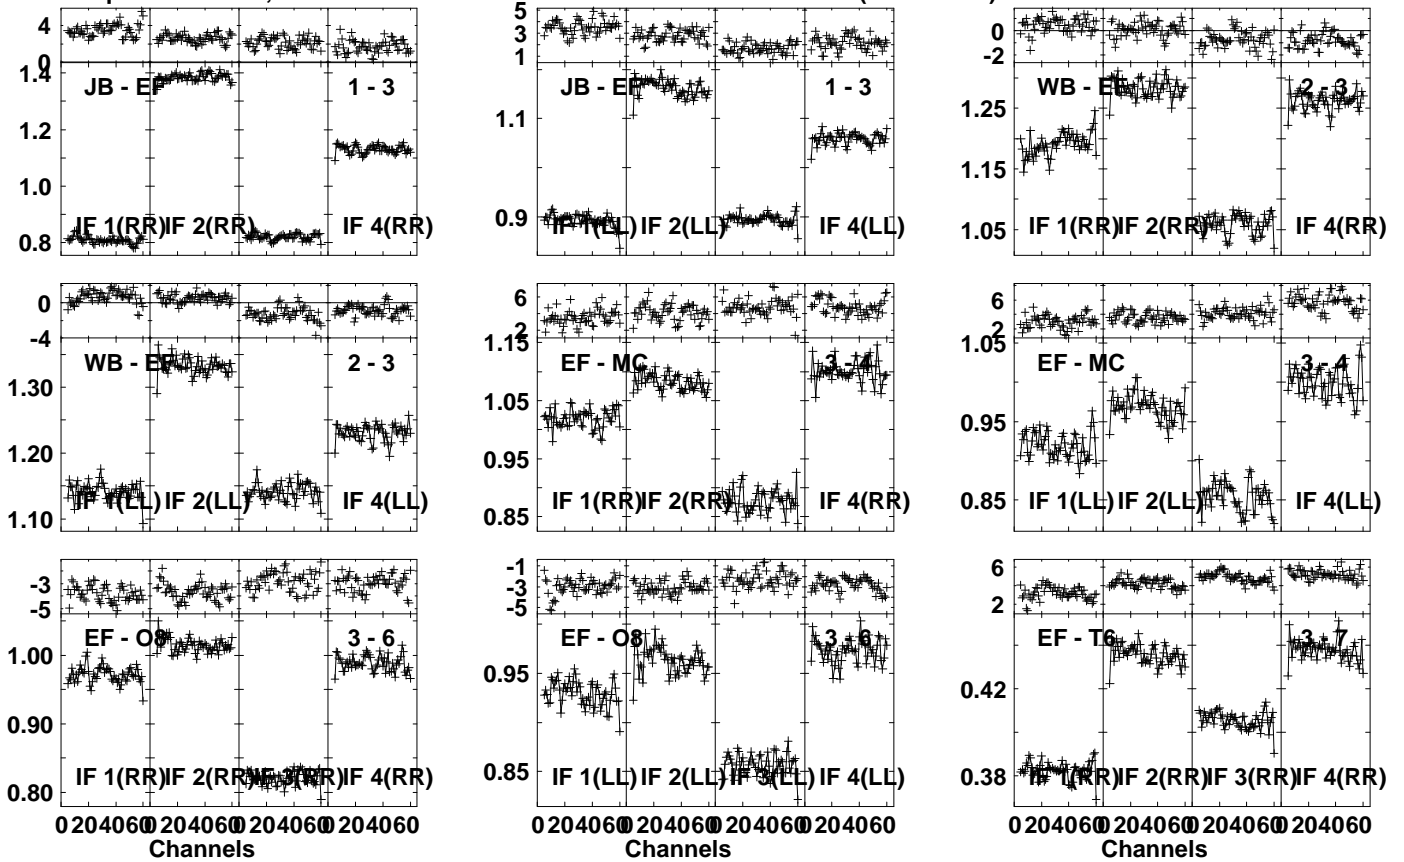 4
0
1.4
1.2
1.0
0.8
JB - EF 1 - 3
IF 1(RR) IF 2(RR) IF 4(RR)
5
3
1
1.1
0.9
JB - EF 1 - 3
IF 1(LL) IF 2(LL) IF 4(LL)
0
-2
1.25
1.15
1.05
WB - EF 2 - 3
IF 1(RR) IF 2(RR) IF 4(RR)
0
-4
1.30
1.20
1.10
WB - EF 2 - 3
IF 1(LL) IF 2(LL) IF 4(LL)
6
2
1.15
1.05
0.95
0.85
EF - MC 3 - 4
IF 1(RR) IF 2(RR) IF 4(RR)
6
2
1.05
0.95
0.85
EF - MC 3 - 4
IF 1(LL) IF 2(LL) IF 4(LL)
-3
-5
1.00
0.90
0.80
EF - O8 3 - 6
IF 1(RR) IF 2(RR) IF 3(RR) IF 4(RR)
0 204060 0 204060 0 204060 0 204060
Channels
-1
-3
-5
0.95
0.85
EF - O8 3 - 6
IF 1(LL) IF 2(LL) IF 3(LL) IF 4(LL)
0 204060 0 204060 0 204060 0 204060
Channels
6
2
0.42
0.38
EF - T6 3 - 7
IF 1(RR) IF 2(RR) IF 3(RR) IF 4(RR)
0 204060 0 204060 0 204060 0 204060
Channels